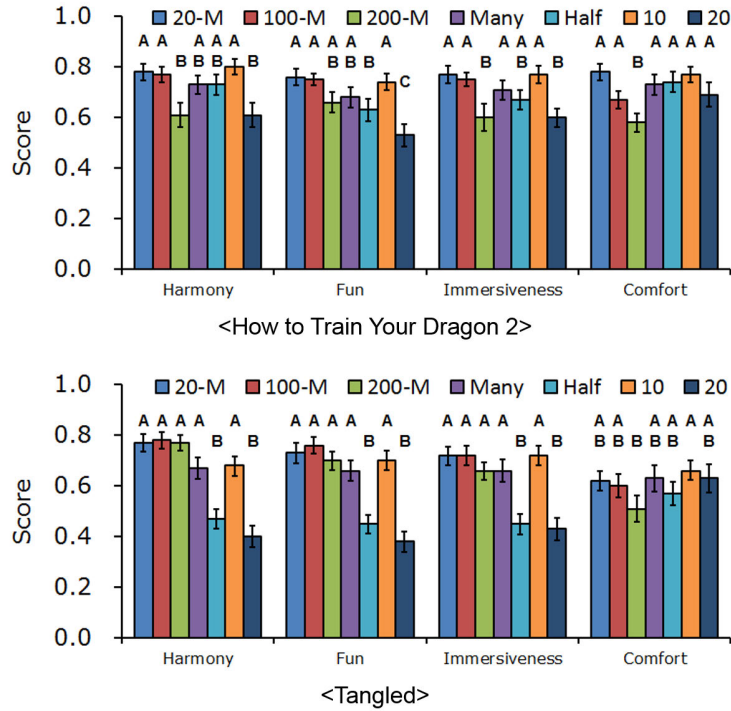 1.0
20-M 100-M 200-M Many Half 10 20
A A A A A A A A A A A A A A A A A A A A A
B B B B B B B B B B B
C
0.8
0.6
0.4
0.2
0.0
Score
Harmony Fun Immersiveness Comfort
<How to Train Your Dragon 2>
1.0
20-M 100-M 200-M Many Half 10 20
A A A A A A A A A A A A A A A A A A A A A
B B B B B B B B B B B B
0.8
0.6
0.4
0.2
0.0
Score
Harmony Fun Immersiveness Comfort
<Tangled>